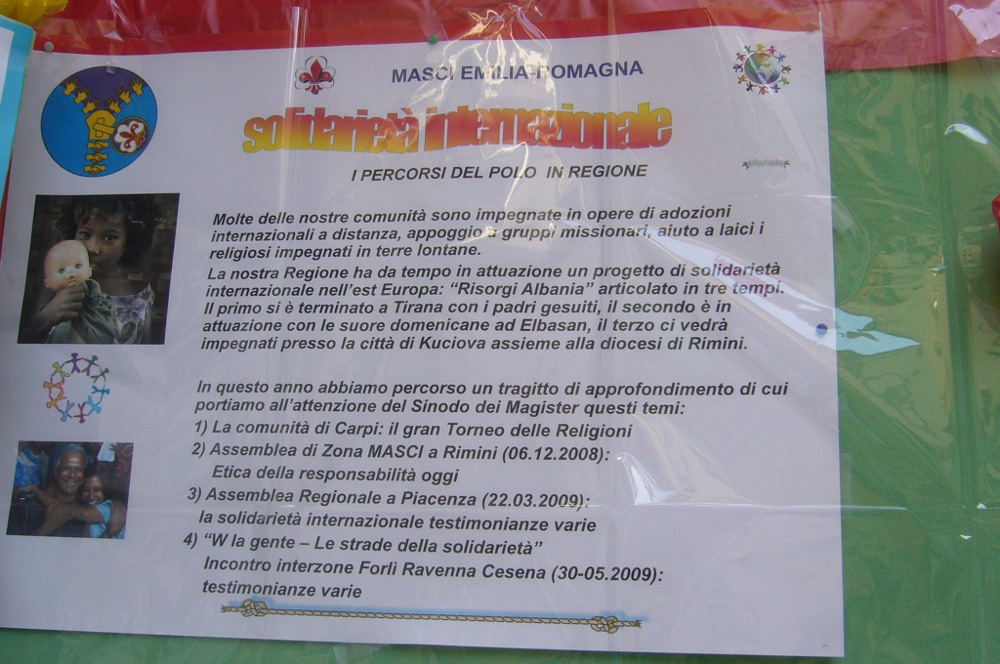 MASCI EMILIA-ROMAGNA
solidarietà internazionale
I PERCORSI DEL POLO IN REGIONE
Molte delle nostre comunità sono impegnate in opere di adozioni
internazionali a distanza, appoggio a gruppi missionari, aiuto a laici i
religiosi impegnati in terre lontane.
La nostra Regione ha da tempo in attuazione un progetto di solidarietà
internazionale nell'est Europa: “Risorgi Albania” articolato in tre tempi.
Il primo si è terminato a Tirana con i padri gesuiti, il secondo è in
attuazione con le suore domenicane ad Elbasan, il terzo ci vedrà
impegnati presso la città di Kuciova assieme alla diocesi di Rimini.
In questo anno abbiamo percorso un tragitto di approfondimento di cui
portiamo all'attenzione del Sinodo dei Magister questi temi:
1) La comunità di Carpi: il gran Torneo delle Religioni
2) Assemblea di Zona MASCI a Rimini (06.12.2008):
Etica della responsabilità oggi
3) Assemblea Regionale a Piacenza (22.03.2009):
la solidarietà internazionale testimonianze varie
4) “W la gente – Le strade della solidarietà”
Incontro interzone Forlì Ravenna Cesena (30-05.2009):
testimonianze varie